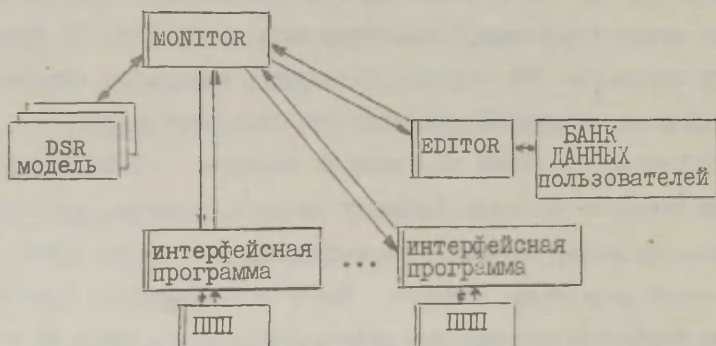 MONITOR
DSR
модель
EDITOR
БАНК
ДАННЫХ
пользователей
интерфейсная
программа
...
интерфейсная
программа
ППП
ППП